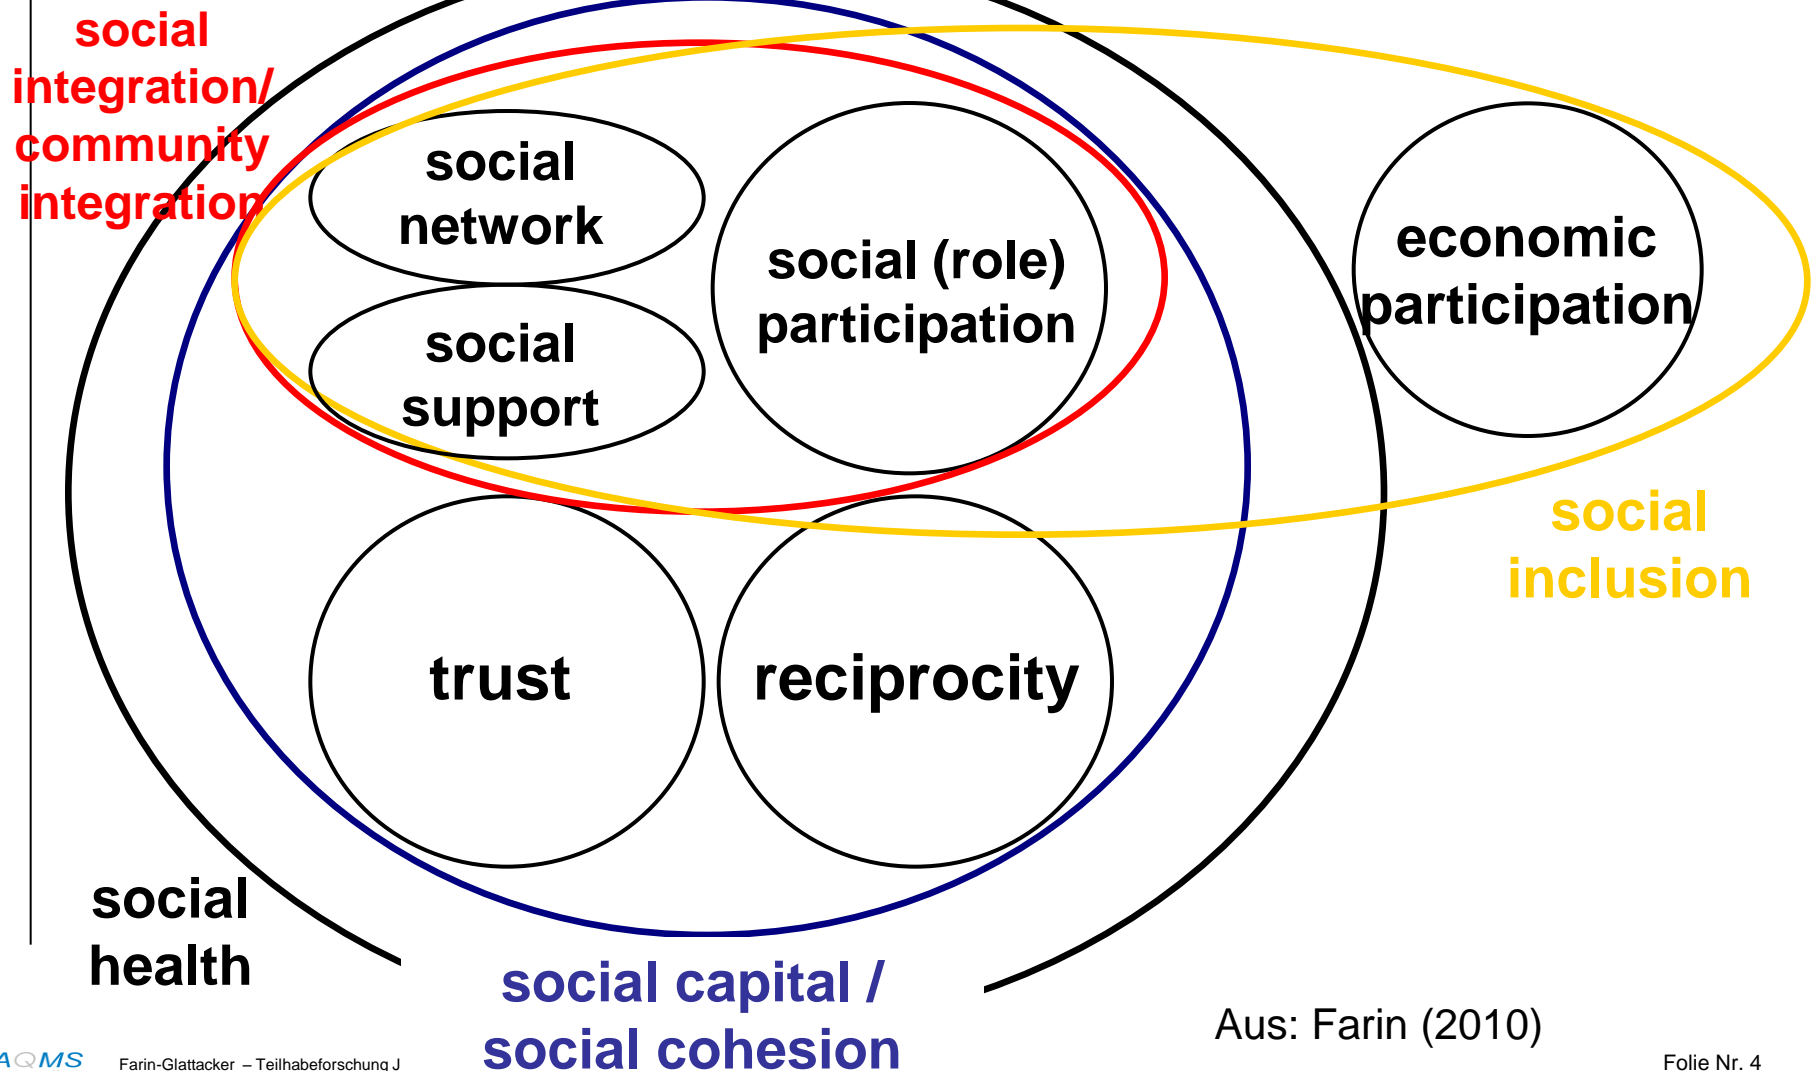 social
integration/
community
integration
social
network
social
support
social (role)
participation
economic
participation
social
inclusion
trust
reciprocity
social
health
social capital /
social cohesion
Aus: Farin (2010)
AQMS
Farin-Glattacker – Teilhabeforschung J
Folie Nr. 4